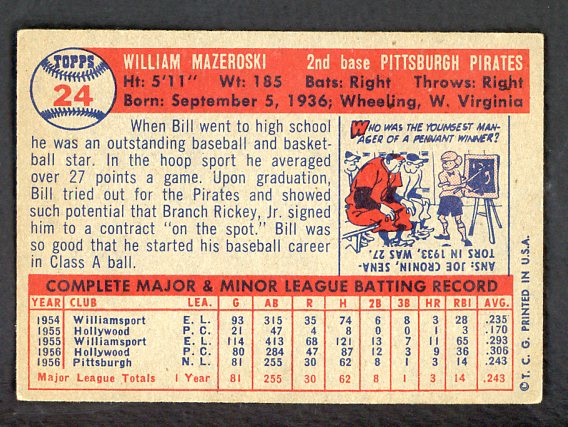 TOPPS
24
WILLIAM MAZEROSKI 2nd base PITTSBURGH PIRATES
Ht: 5'11" Wt: 185 Bats: Right Throws: Right
Born: September 5, 1936; Wheeling, W. Virginia
When Bill went to high school
he was an outstanding baseball and basket-
ball star. In the hoop sport he averaged
over 27 points a game. Upon graduation,
Bill tried out for the Pirates and showed
such potential that Branch Rickey, Jr. signed
him to a contract "on the spot." Bill was
so good that he started his baseball career
in Class A ball.
WHO WAS THE YOUNGEST MAN-
AGER OF A PENNANT WINNER?
ANS: JOE CRONIN, SENA-
TORS IN 1933, WAS 27.
COMPLETE MAJOR & MINOR LEAGUE BATTING RECORD
YEAR CLUB LEA. G AB R H 2B 3B HR RBI AVG.
1954 Williamsport E. L. 93 315 35 74 6 8 3 28 .235
1955 Hollywood P. C. 21 47 4 8 1 0 1 3 .170
1955 Williamsport E. L. 114 413 68 121 7 7 11 65 .293
1956 Hollywood P. C. 80 284 47 87 12 3 9 36 .306
1956 Pittsburgh N. L. 81 255 30 62 8 1 3 14 .243
Major League Totals 1 Year 81 255 30 62 8 1 3 14 .243
© T. C. G. PRINTED IN U.S.A.